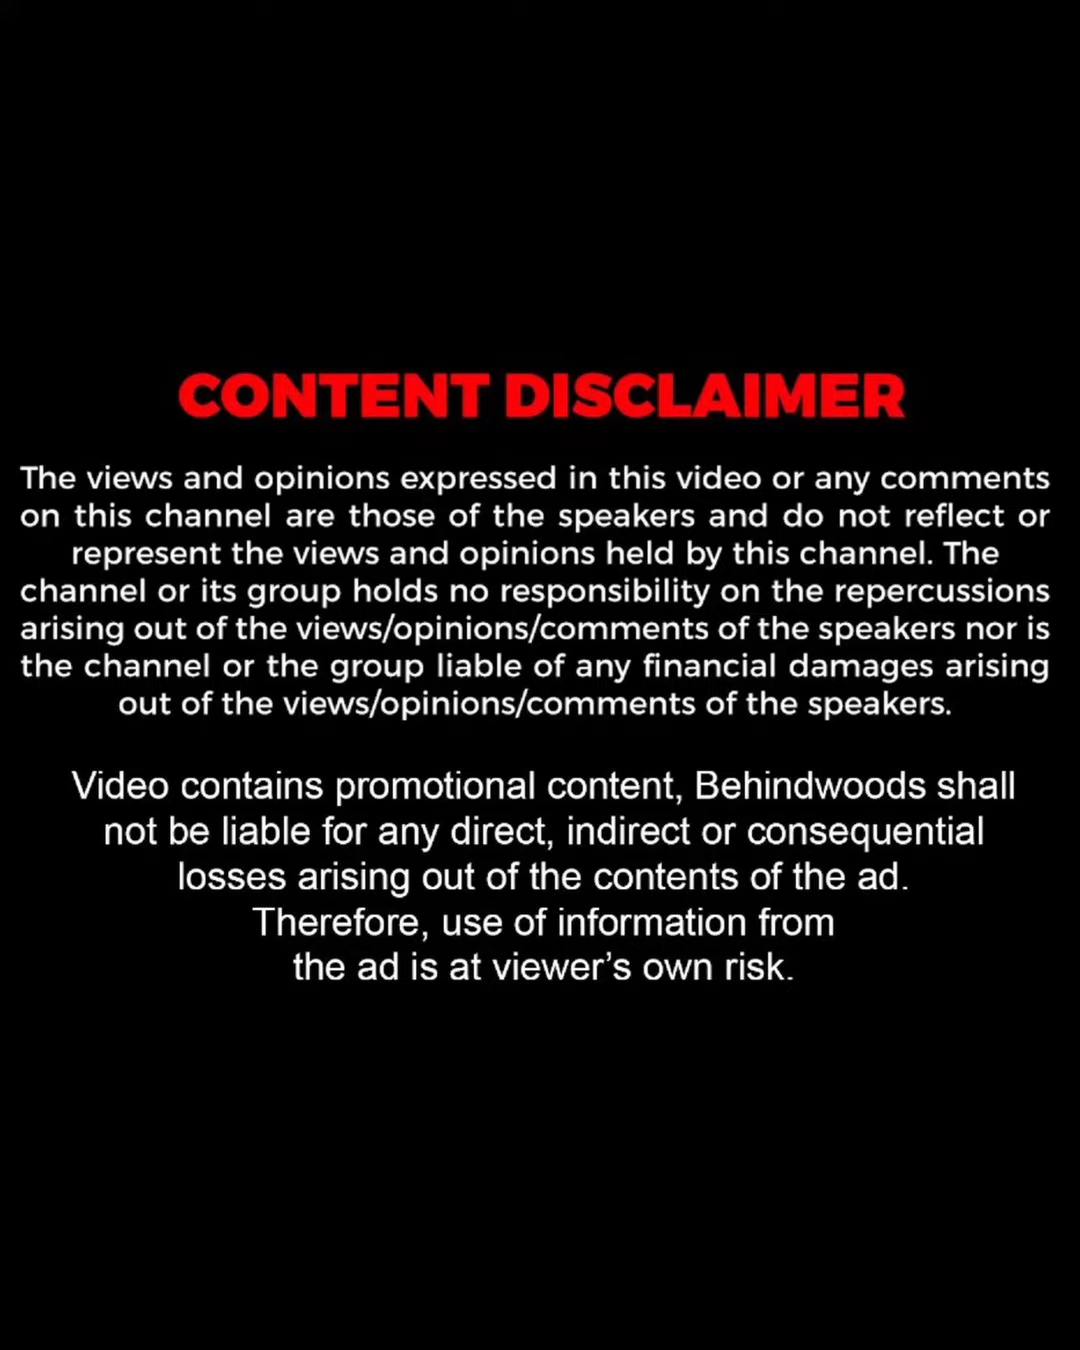 CONTENT DISCLAIMER
The views and opinions expressed in this video or any comments
on this channel are those of the speakers and do not reflect or
represent the views and opinions held by this channel. The
channel or its group holds no responsibility on the repercussions
arising out of the views/opinions/comments of the speakers nor is
the channel or the group liable of any financial damages arising
out of the views/opinions/comments of the speakers.
Video contains promotional content, Behindwoods shall
not be liable for any direct, indirect or consequential
losses arising out of the contents of the ad.
Therefore, use of information from
the ad is at viewer’s own risk.